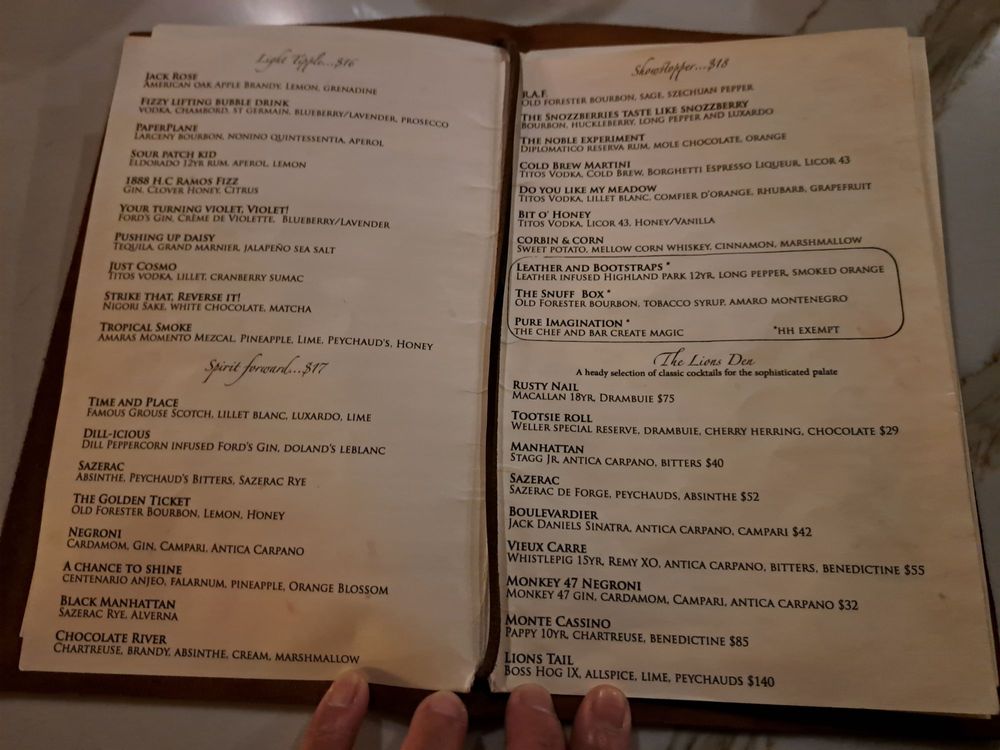 Light Tipple...$16
Jack Rose
American Oak Apple Brandy, Lemon, Grenadine
Fizzy Lifting Bubble Drink
Vodka, Chambord, St Germain, Blueberry/Lavender, Prosecco
PaperPlane
Larceny Bourbon, Nonino Quintessentia, Aperol
Sour Patch Kid
Eldorado 12yr Rum, Aperol, Lemon
1888 H.C Ramos Fizz
Gin, Clover Honey, Citrus
Your turning violet, Violet!
Ford's Gin, Crème de Violette, Blueberry/Lavender
Pushing up Daisy
Tequila, Grand Marnier, Jalapeño Sea Salt
Just Cosmo
Titos Vodka, Lillet, Cranberry Sumac
Strike that, Reverse it!
Nigori Sake, White Chocolate, Matcha
Tropical Smoke
Amaras Momento Mezcal, Pineapple, Lime, Peychaud's, Honey
Spirit forward...$17
Time and Place
Famous Grouse Scotch, Lillet Blanc, Luxardo, Lime
Dill-icious
Dill Peppercorn infused Ford's Gin, Doland's LeBlanc
Sazerac
Absinthe, Peychaud's Bitters, Sazerac Rye
The Golden Ticket
Old Forester Bourbon, Lemon, Honey
Negroni
Cardamom, Gin, Campari, Antica Carpano
A Chance to Shine
Centenario Anjeo, Falarnum, Pineapple, Orange Blossom
Black Manhattan
Sazerac Rye, Alverna
Chocolate River
Chartreuse, Brandy, Absinthe, Cream, Marshmallow
Showstopper...$18
R.A.F.
Old Forester Bourbon, Sage, Szechuan Pepper
The Snozzberries taste like Snozzberry
Bourbon, Huckleberry, Long Pepper and Luxardo
The Noble Experiment
Diplomatico Reserva Rum, Mole Chocolate, Orange
Cold Brew Martini
Titos Vodka, Cold Brew, Borghetti Espresso Liqueur, Licor 43
Do you like my Meadow
Titos Vodka, Lillet Blanc, Comfier d'Orange, Rhubarb, Grapefruit
Bit O' Honey
Titos Vodka, Licor 43, Honey/Vanilla
Corbin & Corn
Sweet Potato, Mellow Corn Whiskey, Cinnamon, Marshmallow
Leather and Bootstraps *
Leather infused Highland Park 12yr, Long Pepper, Smoked Orange
The Snuff Box *
Old Forester Bourbon, Tobacco Syrup, Amaro Montenegro
Pure Imagination *
The Chef and Bar create Magic *HH Exempt
The Lions Den
A heady selection of classic cocktails for the sophisticated palate
Rusty Nail
Macallan 18yr, Drambuie $75
Tootsie Roll
Weller Special Reserve, Drambuie, Cherry Herring, Chocolate $29
Manhattan
Stagg Jr, Antica Carpano, Bitters $40
Sazerac
Sazerac de Forge, Peychauds, Absinthe $52
Boulevardier
Jack Daniels Sinatra, Antica Carpano, Campari $42
Vieux Carre
Whistlepig 15yr, Remy XO, Antica Carpano, Bitters, Benedictine $55
Monkey 47 Negroni
Monkey 47 Gin, Cardamom, Campari, Antica Carpano $32
Monte Cassino
Pappy 10yr, Chartreuse, Benedictine $85
Lions Tail
Boss Hog IX, Allspice, Lime, Peychauds $140